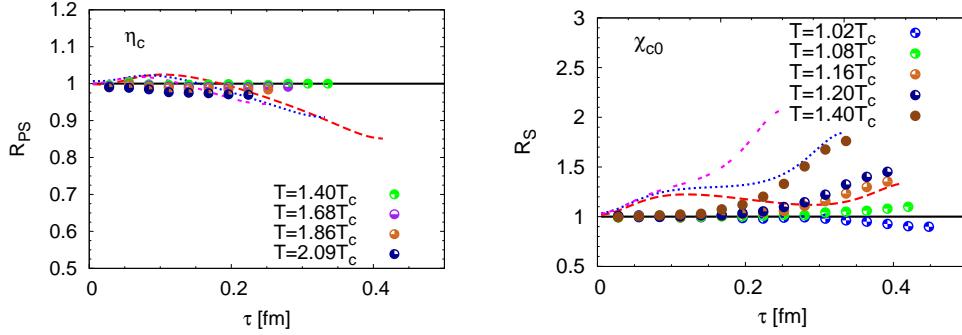 η_c
R_PS
1.2
1.1
1
0.9
0.8
0.7
0.6
0.5
T=1.40T_c
T=1.68T_c
T=1.86T_c
T=2.09T_c
0
0.2
0.4
τ [fm]
χ_c0
R_S
3
2.5
2
1.5
1
0.5
T=1.02T_c
T=1.08T_c
T=1.16T_c
T=1.20T_c
T=1.40T_c
0
0.2
0.4
τ [fm]